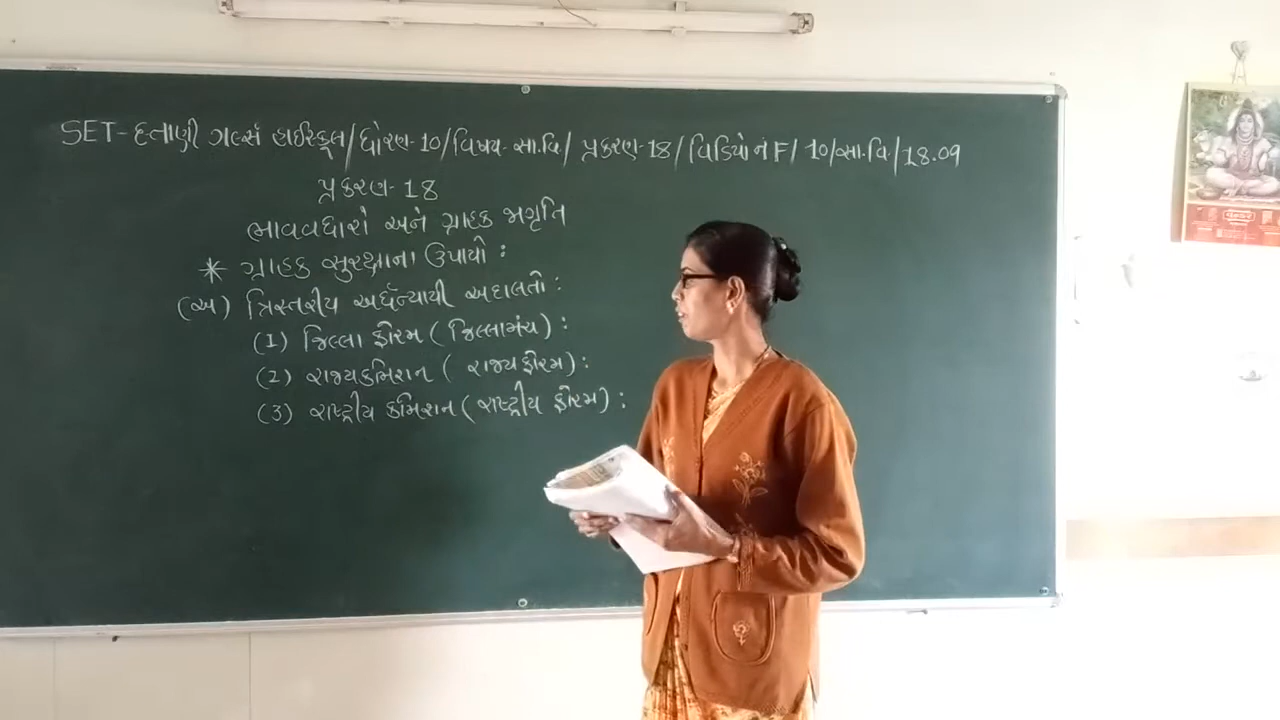 SET-દતાણી ગર્લ્સ હાઈસ્કૂલ/ધોરણ-10/વિષય-સા.વિ/ પ્રકરણ-18/વિડિયો નં F/10/સા.વિ./18.09
પ્રકરણ-18
ભાવવધારો અને ગ્રાહક જાગૃતિ
* ગ્રાહક સુરક્ષાના ઉપાયો :
(અ) ત્રિસ્તરીય અર્ધન્યાયી અદાલતો :
(1) જિલ્લા ફોરમ ( જિલ્લામંચ) :
(2) રાજ્યકમિશન ( રાજ્ય ફોરમ) :
(3) રાષ્ટ્રીય કમિશન ( રાષ્ટ્રીય ફોરમ) :